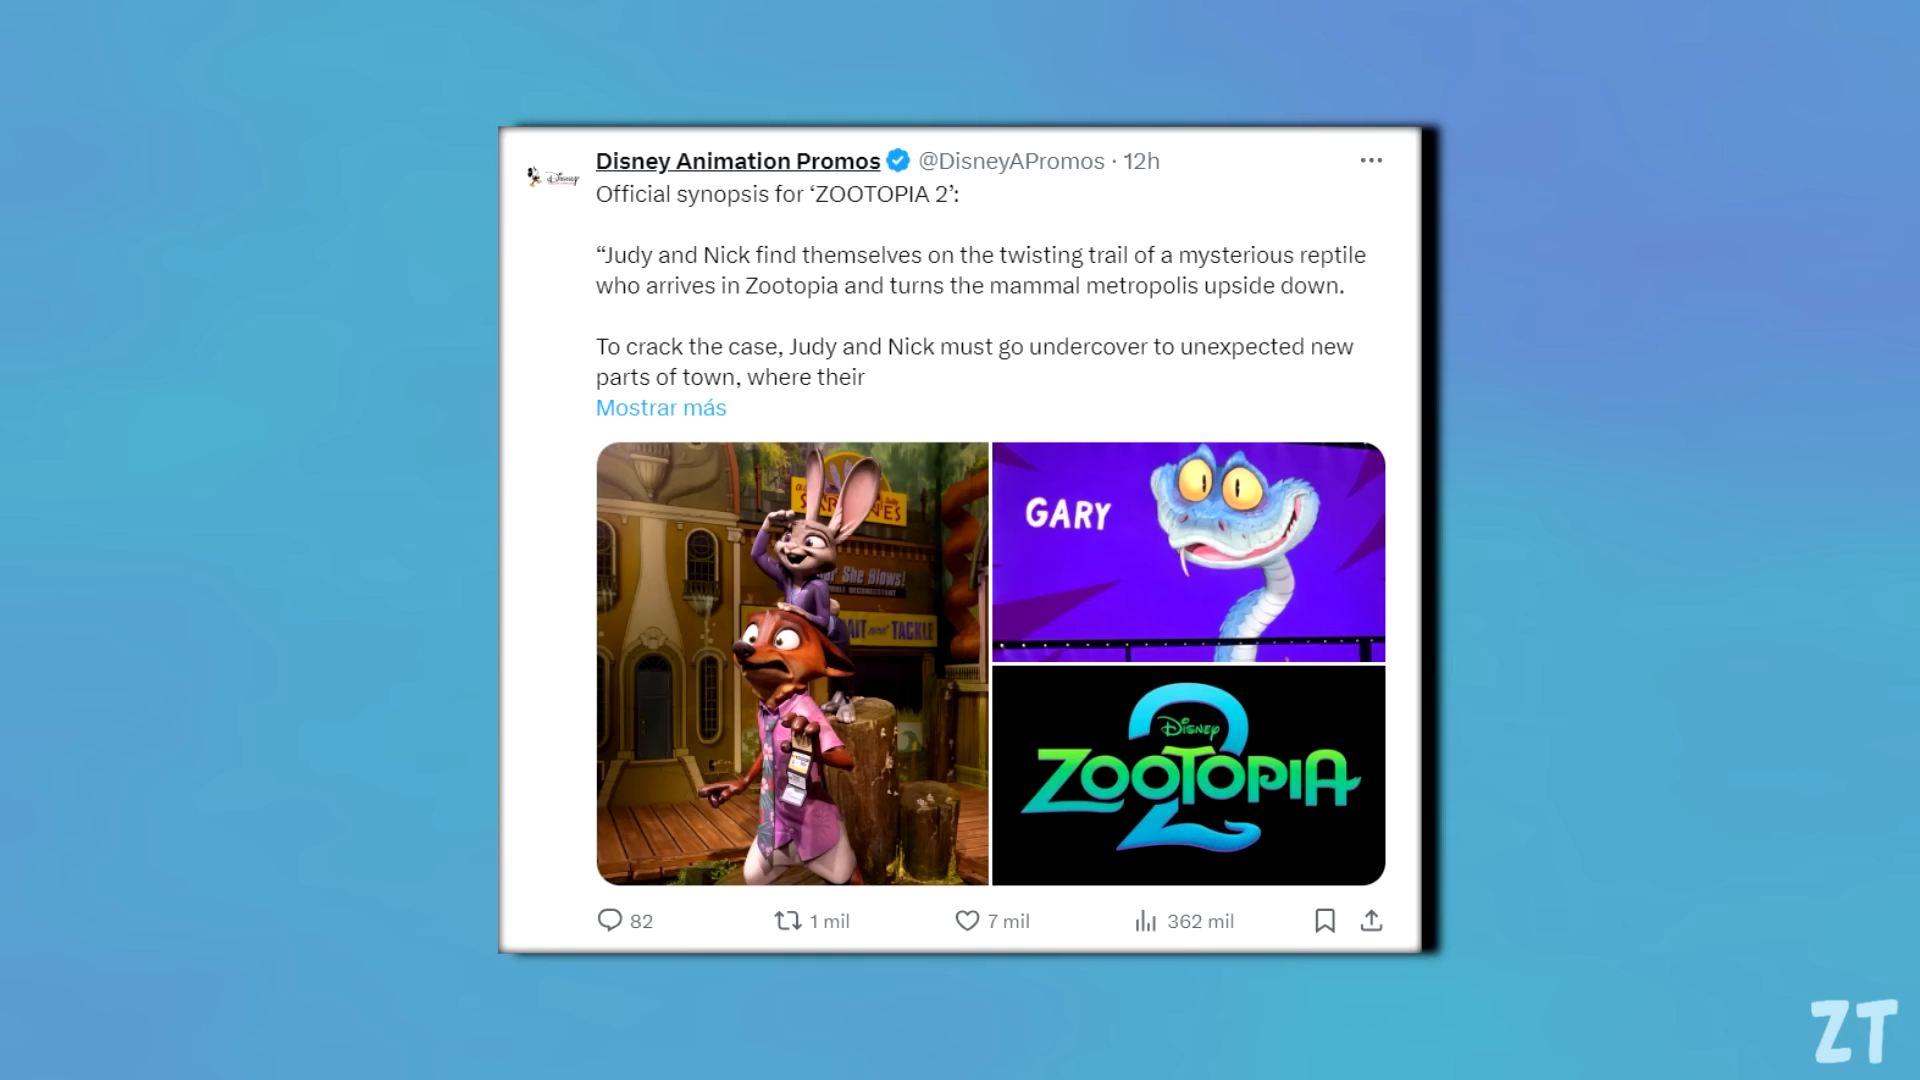 Disney Animation Promos @DisneyAPromos · 12h
Disney
Official synopsis for ‘ZOOTOPIA 2’:
“Judy and Nick find themselves on the twisting trail of a mysterious reptile
who arrives in Zootopia and turns the mammal metropolis upside down.
To crack the case, Judy and Nick must go undercover to unexpected new
parts of town, where their
Mostrar más
She Blows!
BAIT and TACKLE
GARY
Disney
ZOOTOPIA
2
82
1 mil
7 mil
362 mil
ZT